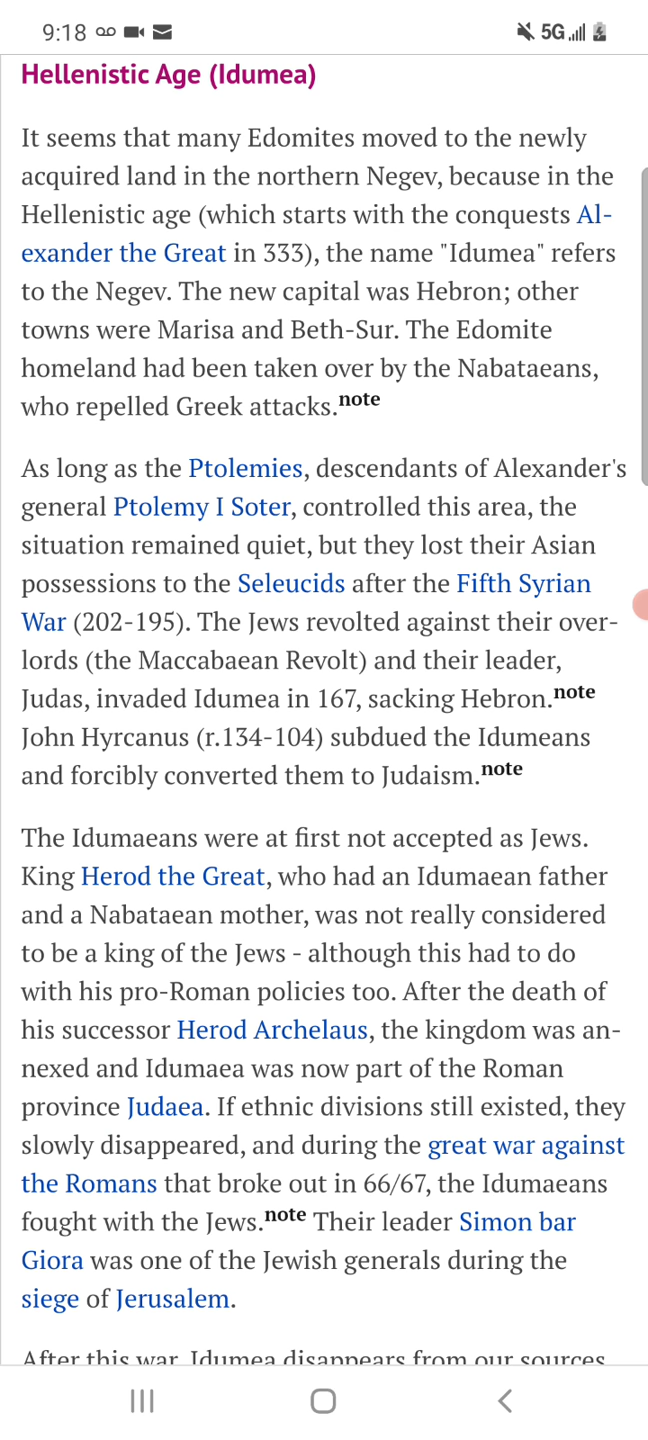 9:18
5G
Hellenistic Age (Idumea)
It seems that many Edomites moved to the newly
acquired land in the northern Negev, because in the
Hellenistic age (which starts with the conquests Al-
exander the Great in 333), the name "Idumea" refers
to the Negev. The new capital was Hebron; other
towns were Marisa and Beth-Sur. The Edomite
homeland had been taken over by the Nabataeans,
who repelled Greek attacks.note
As long as the Ptolemies, descendants of Alexander's
general Ptolemy I Soter, controlled this area, the
situation remained quiet, but they lost their Asian
possessions to the Seleucids after the Fifth Syrian
War (202-195). The Jews revolted against their over-
lords (the Maccabaean Revolt) and their leader,
Judas, invaded Idumea in 167, sacking Hebron.note
John Hyrcanus (r.134-104) subdued the Idumeans
and forcibly converted them to Judaism.note
The Idumaeans were at first not accepted as Jews.
King Herod the Great, who had an Idumaean father
and a Nabataean mother, was not really considered
to be a king of the Jews - although this had to do
with his pro-Roman policies too. After the death of
his successor Herod Archelaus, the kingdom was an-
nexed and Idumaea was now part of the Roman
province Judaea. If ethnic divisions still existed, they
slowly disappeared, and during the great war against
the Romans that broke out in 66/67, the Idumaeans
fought with the Jews.note Their leader Simon bar
Giora was one of the Jewish generals during the
siege of Jerusalem.
After this war, Idumea disappears from our sources